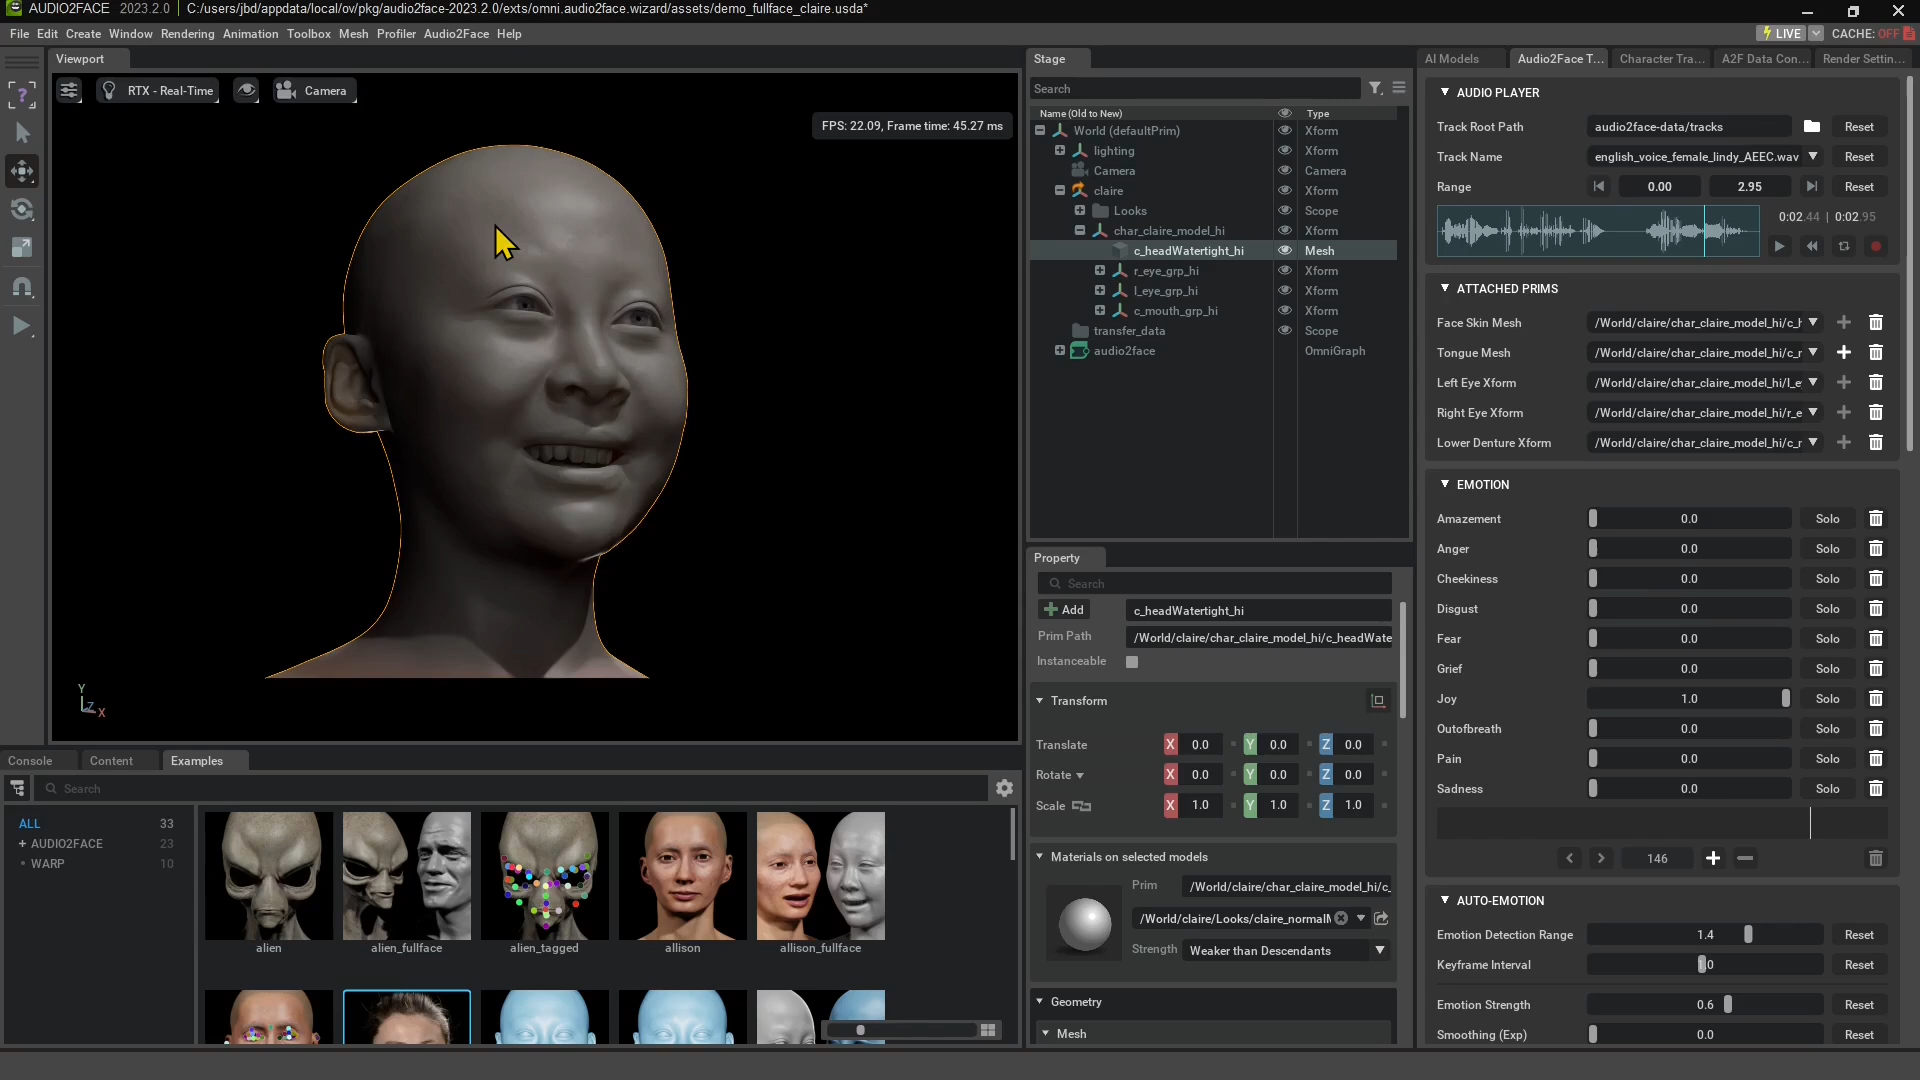 AUDIO2FACE 2023.2.0 C:/users/jbd/appdata/local/ov/pkg/audio2face-2023.2.0/exts/omni.audio2face.wizard/assets/demo_fullface_claire.usda*
File Edit Create Window Rendering Animation Toolbox Mesh Profiler Audio2Face Help
LIVE CACHE: OFF
Viewport
RTX - Real-Time
Camera
FPS: 22.09, Frame time: 45.27 ms
Y
Z
X
Stage
Search
Name (Old to New) Type
World (defaultPrim) Xform
lighting Xform
Camera Camera
claire Xform
Looks Scope
char_claire_model_hi Xform
c_headWatertight_hi Mesh
r_eye_grp_hi Xform
l_eye_grp_hi Xform
c_mouth_grp_hi Xform
transfer_data Scope
audio2face OmniGraph
Property
Search
Add c_headWatertight_hi
Prim Path /World/claire/char_claire_model_hi/c_headWate
Instanceable
Transform
Translate X 0.0 Y 0.0 Z 0.0
Rotate X 0.0 Y 0.0 Z 0.0
Scale X 1.0 Y 1.0 Z 1.0
Materials on selected models
Prim /World/claire/char_claire_model_hi/c_
/World/claire/Looks/claire_normall
Strength Weaker than Descendants
Geometry
Mesh
AI Models Audio2Face T... Character Tra... A2F Data Con... Render Settin...
AUDIO PLAYER
Track Root Path audio2face-data/tracks Reset
Track Name english_voice_female_lindy_AEEC.wav Reset
Range 0.00 2.95 Reset
0:02.44 | 0:02.95
ATTACHED PRIMS
Face Skin Mesh /World/claire/char_claire_model_hi/c_h
Tongue Mesh /World/claire/char_claire_model_hi/c_r
Left Eye Xform /World/claire/char_claire_model_hi/l_e
Right Eye Xform /World/claire/char_claire_model_hi/r_e
Lower Denture Xform /World/claire/char_claire_model_hi/c_r
EMOTION
Amazement 0.0 Solo
Anger 0.0 Solo
Cheekiness 0.0 Solo
Disgust 0.0 Solo
Fear 0.0 Solo
Grief 0.0 Solo
Joy 1.0 Solo
Outofbreath 0.0 Solo
Pain 0.0 Solo
Sadness 0.0 Solo
146
AUTO-EMOTION
Emotion Detection Range 1.4 Reset
Keyframe Interval 1.0 Reset
Emotion Strength 0.6 Reset
Smoothing (Exp) 0.0 Reset
Console Content Examples
Search
ALL 33
+ AUDIO2FACE 23
WARP 10
alien alien_fullface alien_tagged allison allison_fullface